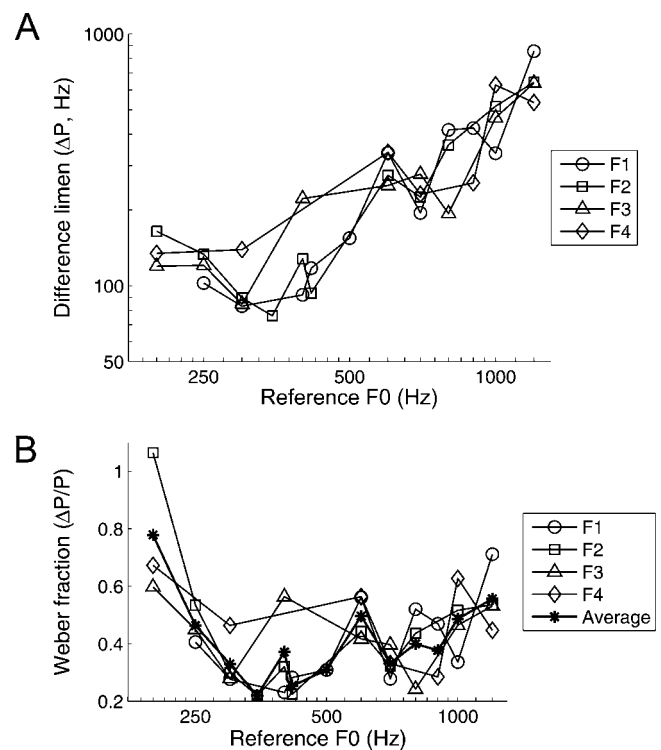 A
Difference limen (ΔP, Hz)
1000
100
50
250
500
1000
Reference F0 (Hz)
F1
F2
F3
F4
B
Weber fraction (ΔP/P)
1
0.8
0.6
0.4
0.2
250
500
1000
Reference F0 (Hz)
F1
F2
F3
F4
Average